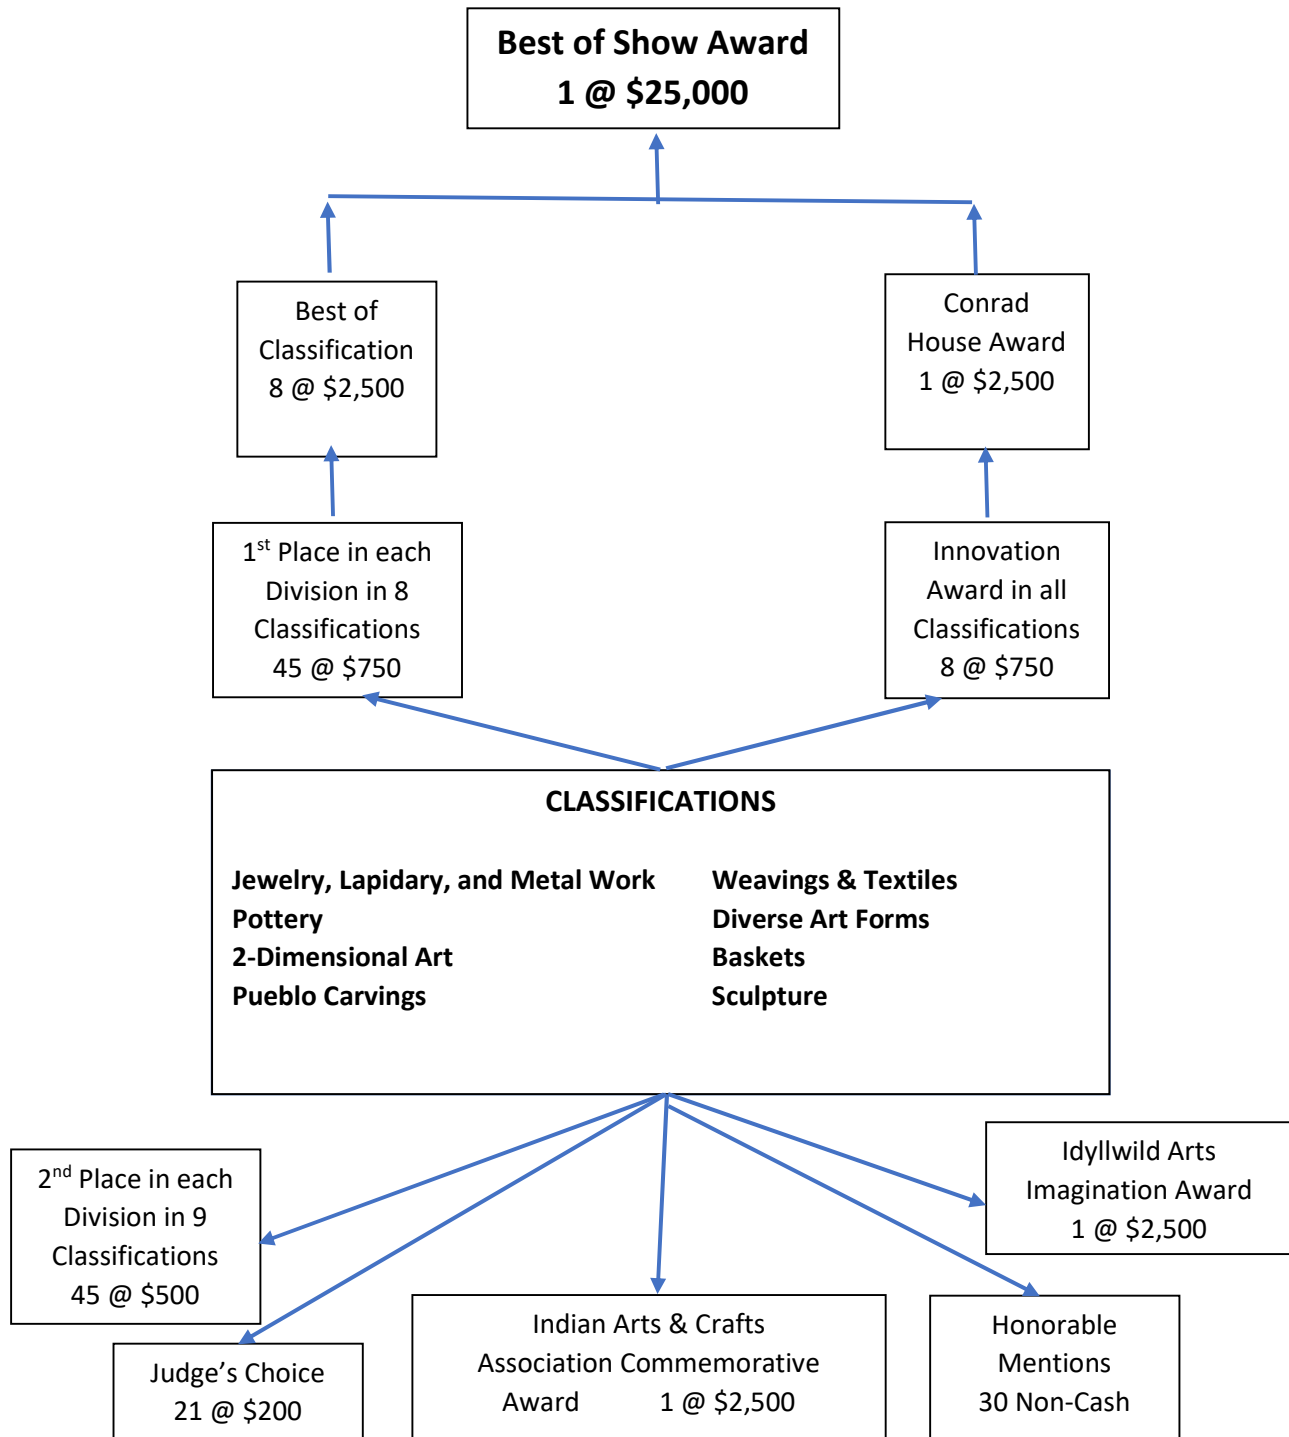 Best of Show Award
1 @ $25,000
Best of
Classification
8 @ $2,500
Conrad
House Award
1 @ $2,500
1st Place in each
Division in 8
Classifications
45 @ $750
Innovation
Award in all
Classifications
8 @ $750
CLASSIFICATIONS
Jewelry, Lapidary, and Metal Work
Pottery
2-Dimensional Art
Pueblo Carvings
Weavings & Textiles
Diverse Art Forms
Baskets
Sculpture
2nd Place in each
Division in 9
Classifications
45 @ $500
Judge's Choice
21 @ $200
Indian Arts & Crafts
Association Commemorative
Award 1 @ $2,500
Idyllwild Arts
Imagination Award
1 @ $2,500
Honorable
Mentions
30 Non-Cash